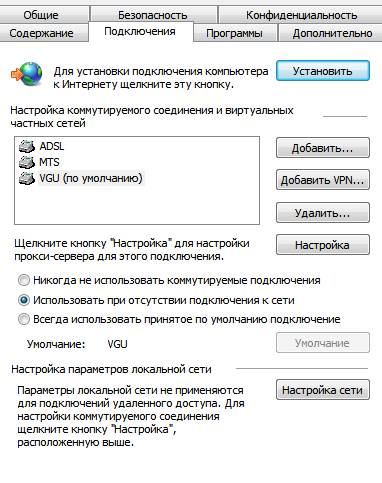 Общие Безопасность Конфиденциальность
Содержание Подключения Программы Дополнительно
Для установки подключения компьютера
к Интернету щелкните эту кнопку.
Установить
Настройка коммутируемого соединения и виртуальных
частных сетей
ADSL
MTS
VGU (по умолчанию)
Добавить...
Добавить VPN...
Удалить...
Щелкните кнопку "Настройка" для настройки
прокси-сервера для этого подключения.
Настройка
Никогда не использовать коммутируемые подключения
Использовать при отсутствии подключения к сети
Всегда использовать принятое по умолчанию подключение
Умолчание: VGU Умолчание
Настройка параметров локальной сети
Параметры локальной сети не применяются
для подключений удаленного доступа. Для
настройки коммутируемого соединения
щелкните кнопку "Настройка",
расположенную выше.
Настройка сети